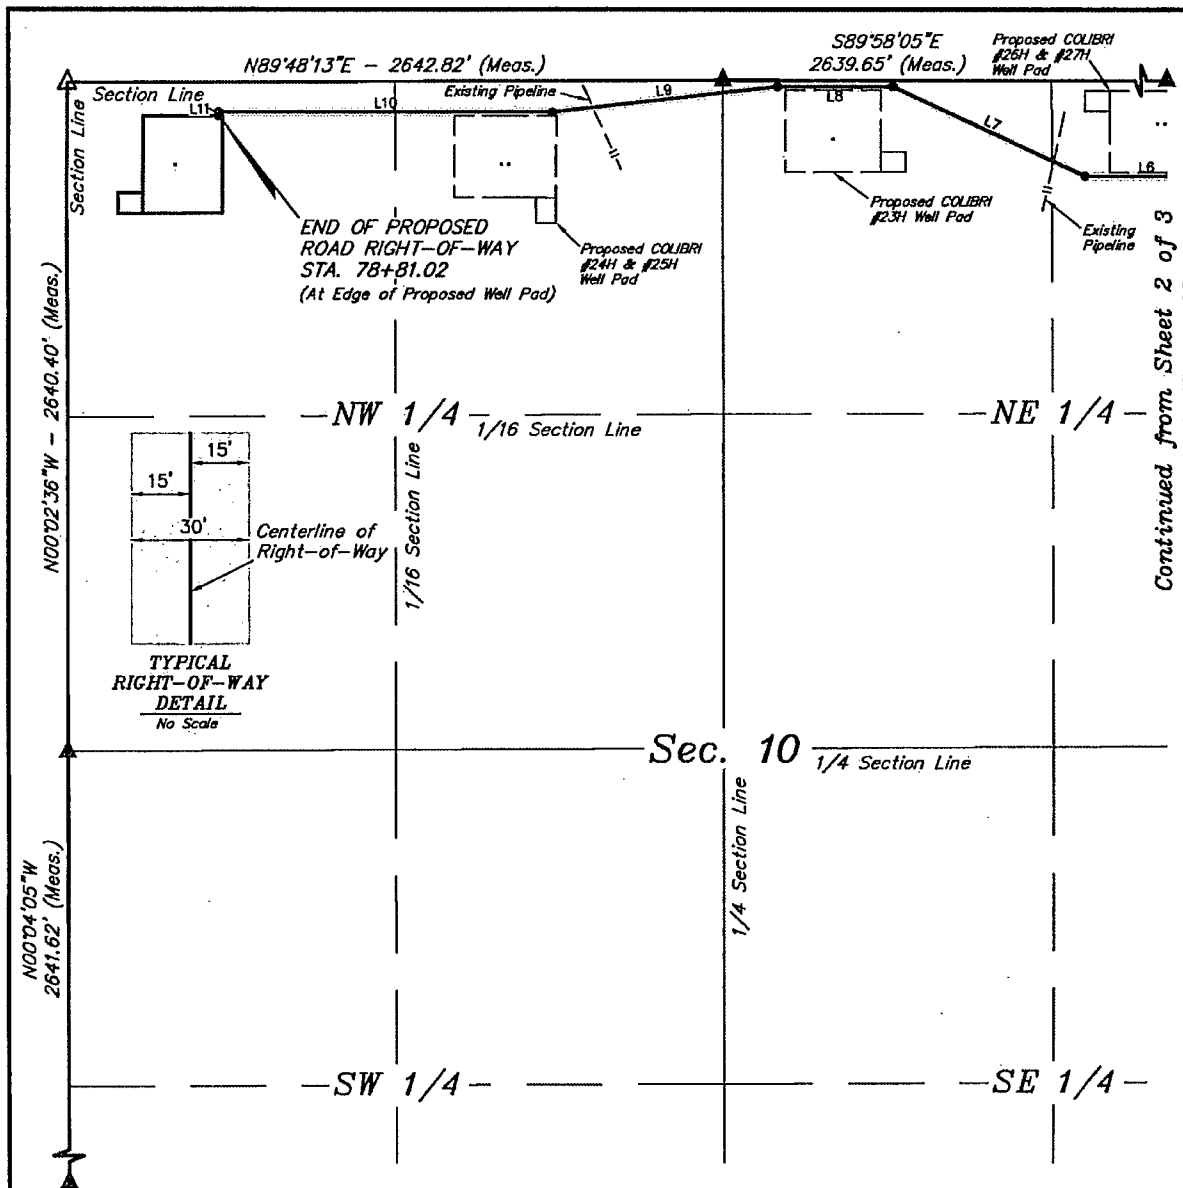 N89°48'13"E - 2642.82' (Meas.)
S89°58'05"E
2639.65' (Meas.)
Proposed COLIBRI
#26H & #27H
Well Pad
Section Line
Existing Pipeline
L11
L10
L9
L8
L7
L6
Section Line
END OF PROPOSED
ROAD RIGHT-OF-WAY
STA. 78+81.02
(At Edge of Proposed Well Pad)
Proposed COLIBRI
#24H & #25H
Well Pad
Proposed COLIBRI
#23H Well Pad
Existing
Pipeline
Continued from Sheet 2 of 3
N00°02'36"W - 2640.40' (Meas.)
NW 1/4
1/16 Section Line
NE 1/4
1/16 Section Line
15'
15'
30'
Centerline of
Right-of-Way
TYPICAL
RIGHT-OF-WAY
DETAIL
No Scale
Sec. 10
1/4 Section Line
1/4 Section Line
N00°04'05"W
2641.62' (Meas.)
SW 1/4
SE 1/4